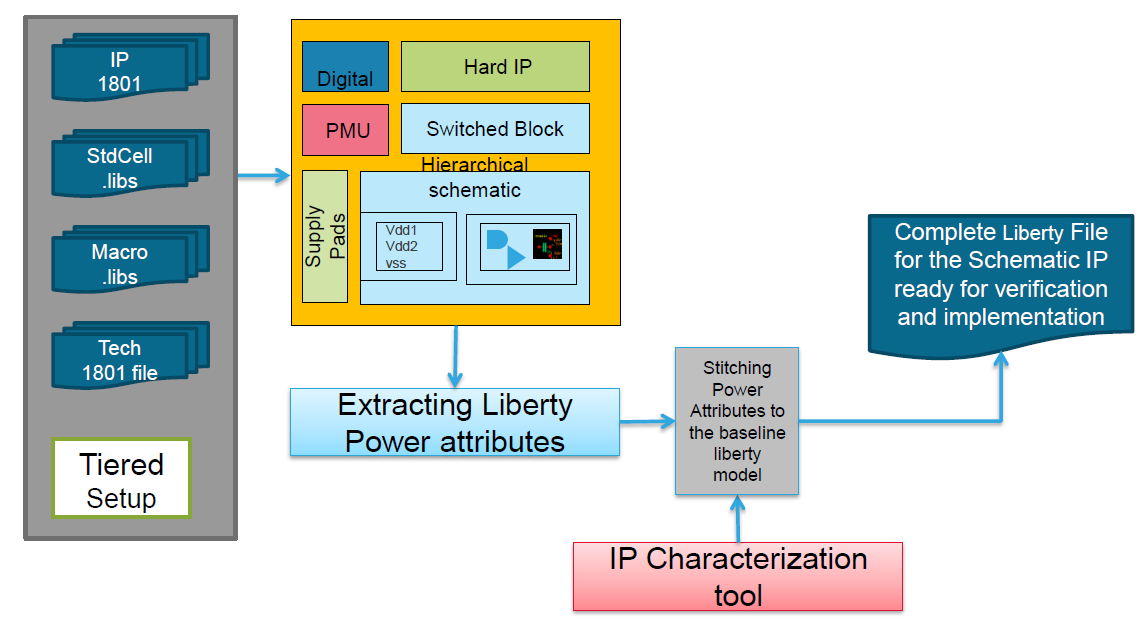 IP
1801
StdCell
.libs
Macro
.libs
Tech
1801 file
Tiered
Setup
Digital
Hard IP
PMU
Switched Block
Hierarchical
schematic
Supply
Pads
Vdd1
Vdd2
vss
Extracting Liberty
Power attributes
Stitching
Power
Attributes to
the baseline
liberty
model
IP Characterization
tool
Complete Liberty File
for the Schematic IP
ready for verification
and implementation